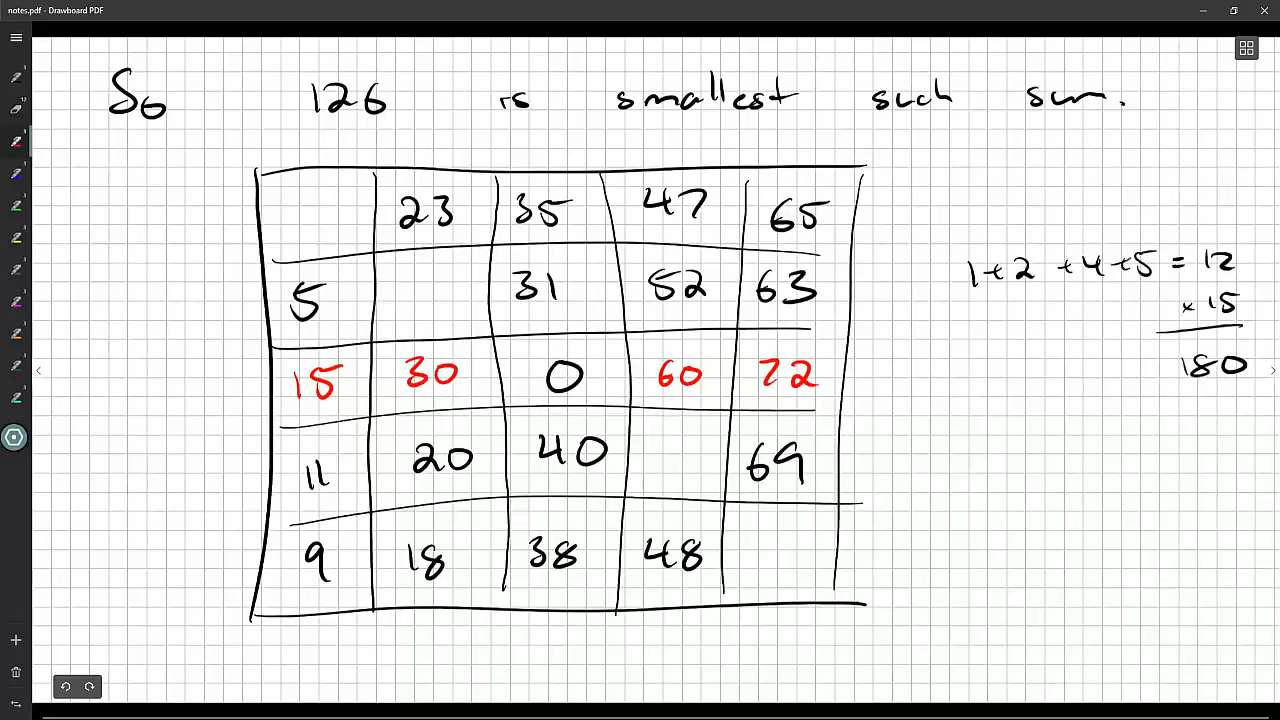 notes.pdf - Drawboard PDF
S6 126 is smallest such sum.
23 35 47 65
5 31 52 63
1+2 +4+5 = 12
× 15
180
15 30 0 60 72
11 20 40 69
9 18 38 48